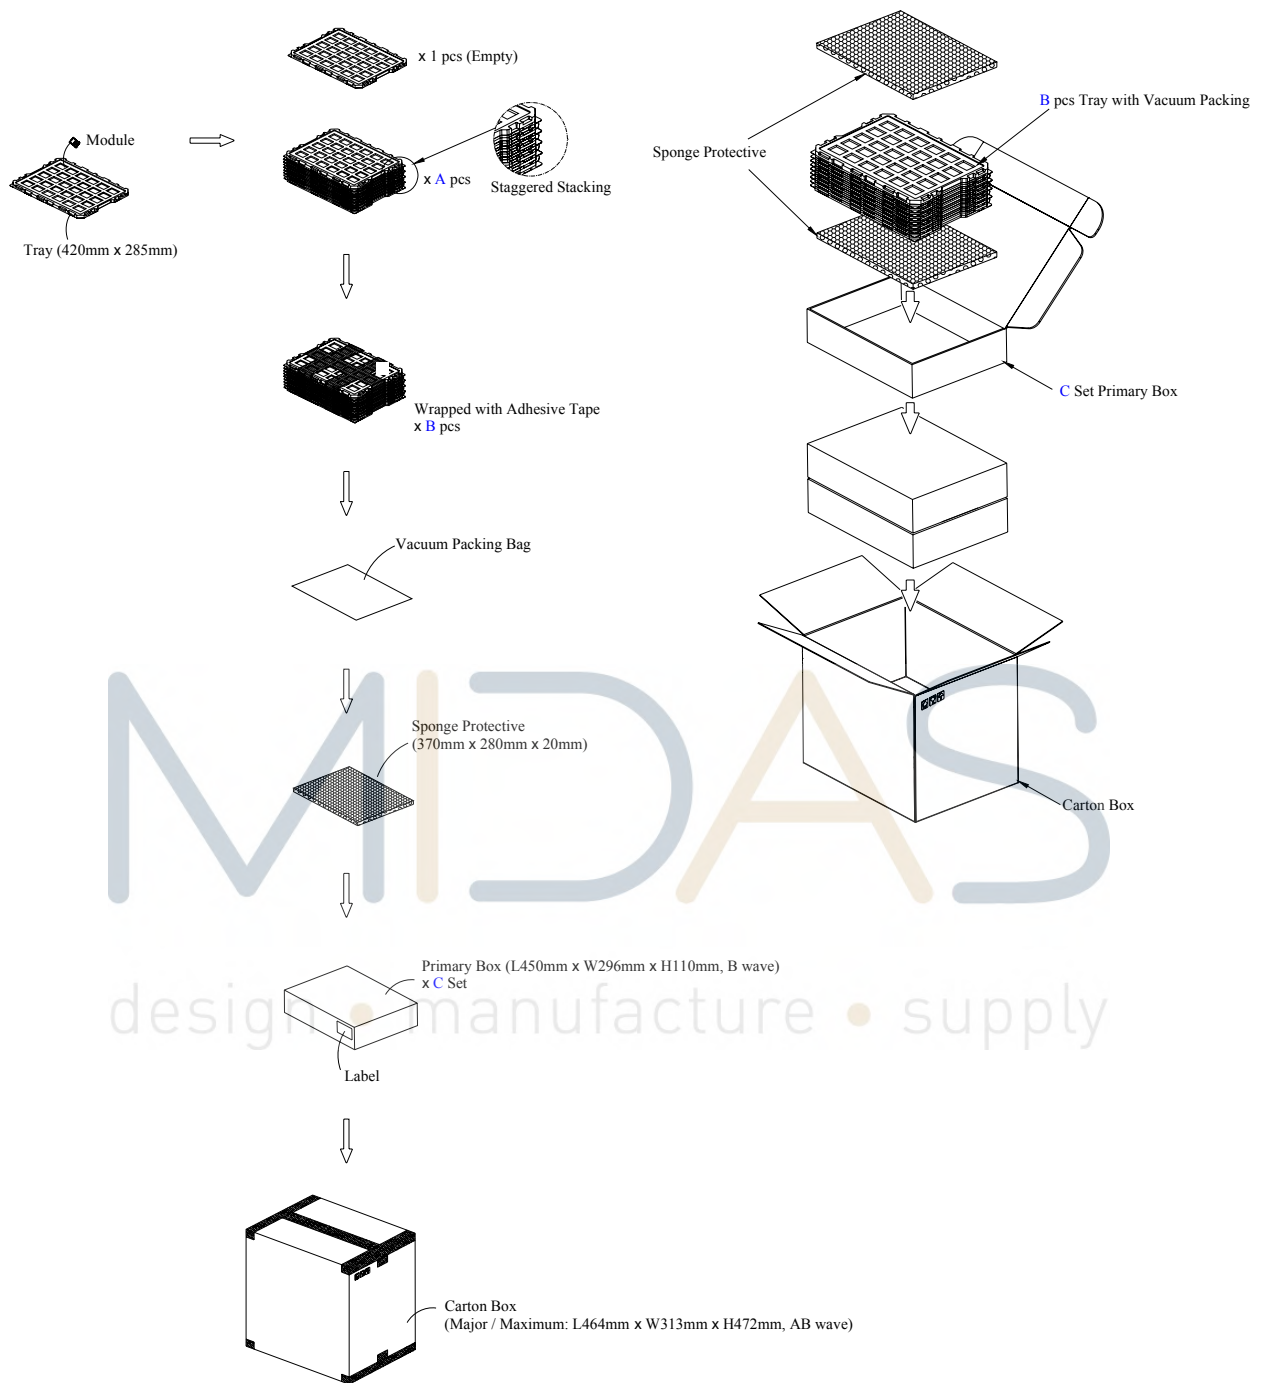 x 1 pcs (Empty)
Module
x A pcs
Staggered Stacking
Tray (420mm x 285mm)
Wrapped with Adhesive Tape
x B pcs
Vacuum Packing Bag
Sponge Protective
(370mm x 280mm x 20mm)
Primary Box (L450mm x W296mm x H110mm, B wave)
x C Set
Label
Carton Box
(Major / Maximum: L464mm x W313mm x H472mm, AB wave)
B pcs Tray with Vacuum Packing
Sponge Protective
C Set Primary Box
Carton Box
MIDAS
design • manufacture • supply